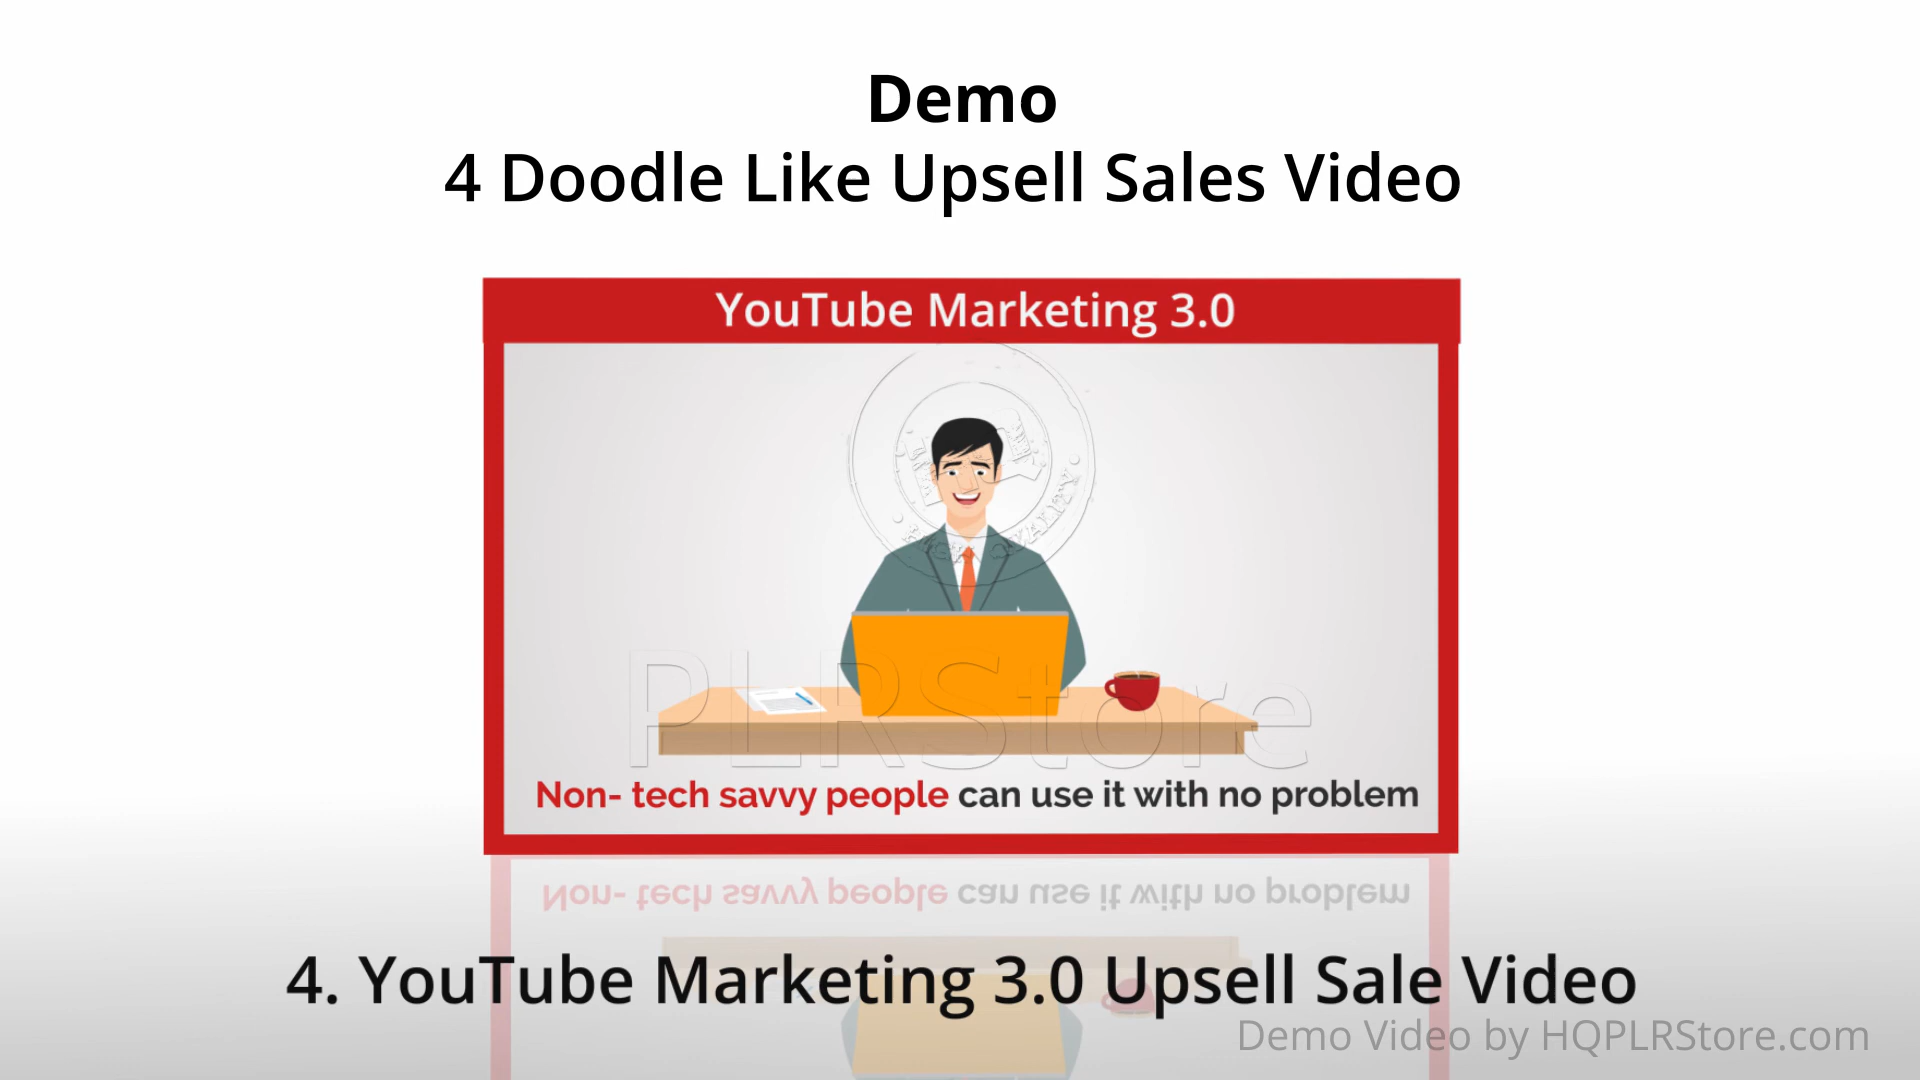 Demo
4 Doodle Like Upsell Sales Video
YouTube Marketing 3.0
PLRStore
Non- tech savvy people can use it with no problem
Non- tech savvy people can use it with no problem
4. YouTube Marketing 3.0 Upsell Sale Video
Demo Video by HQPLRStore.com